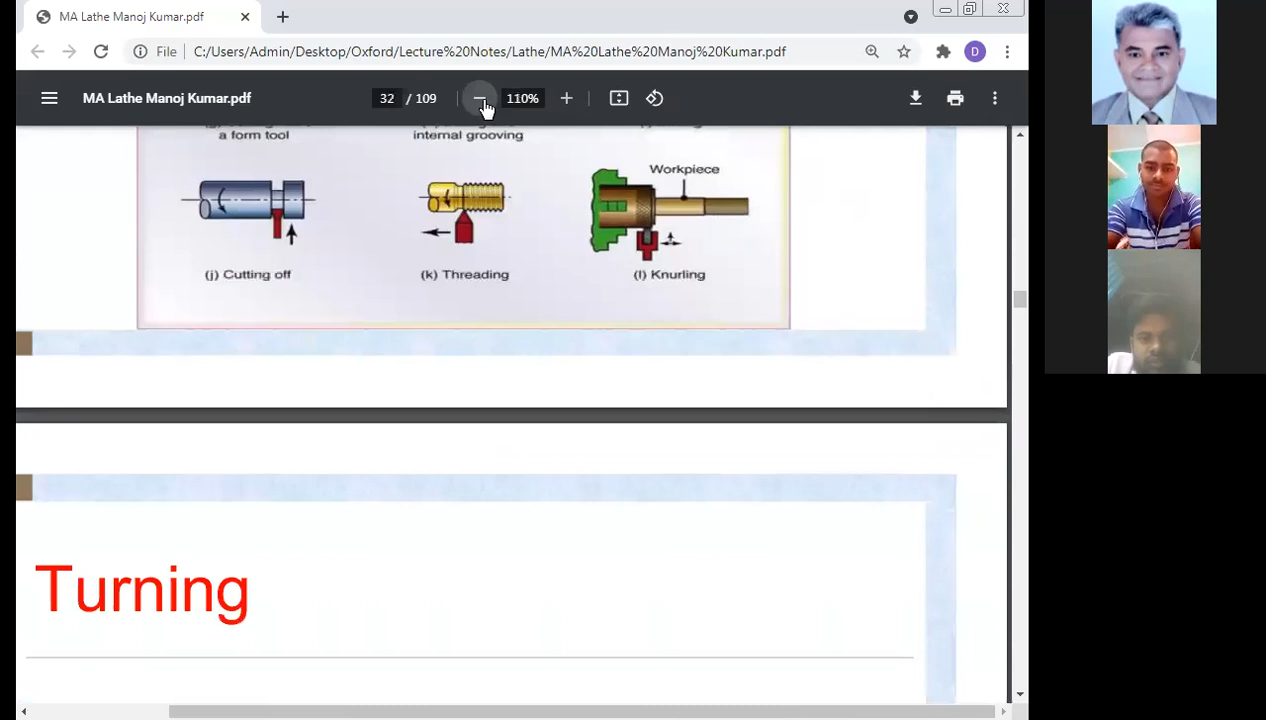 MA Lathe Manoj Kumar.pdf
File
C:/Users/Admin/Desktop/Oxford/Lecture%20Notes/Lathe/MA%20Lathe%20Manoj%20Kumar.pdf
D
MA Lathe Manoj Kumar.pdf
32 / 109
110%
a form tool
internal grooving
Workpiece
(j) Cutting off
(k) Threading
(l) Knurling
Turning